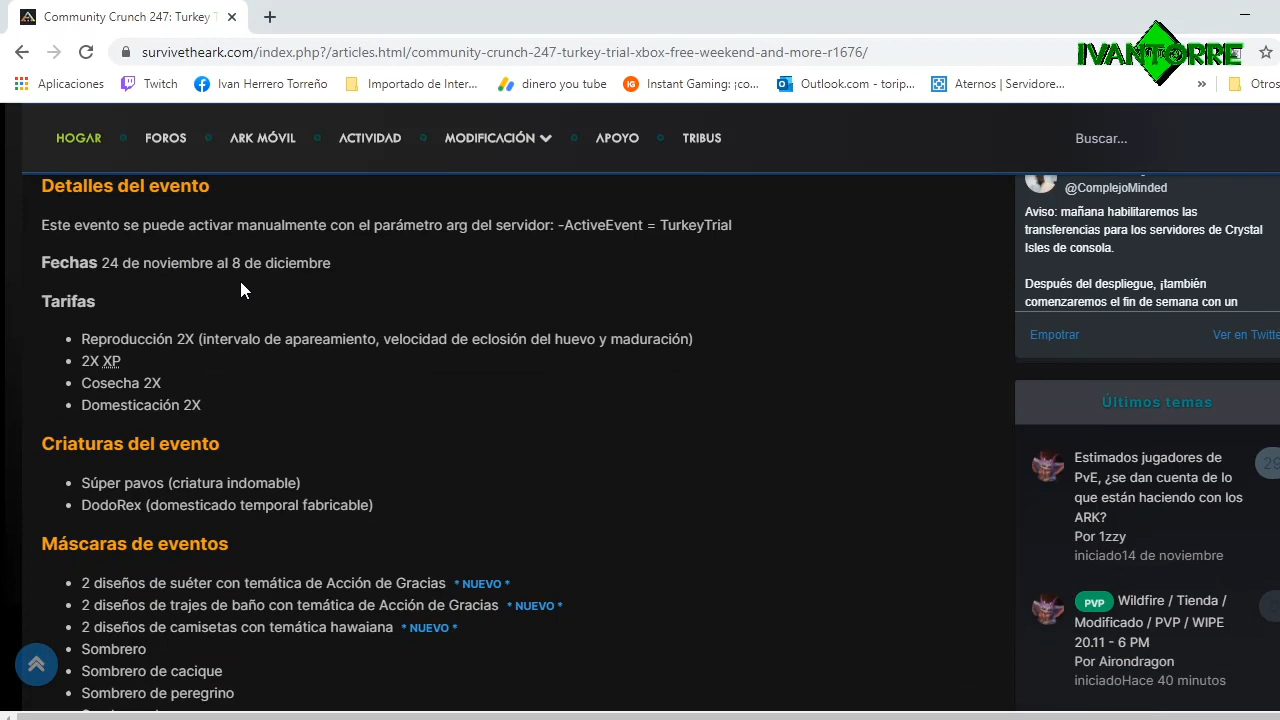 Community Crunch 247: Turkey T
survivetheark.com/index.php?/articles.html/community-crunch-247-turkey-trial-xbox-free-weekend-and-more-r1676/
IVANTORRE
Aplicaciones
Twitch
Ivan Herrero Torreño
Importado de Inter...
dinero you tube
Instant Gaming: ¡co...
Outlook.com - torip...
Aternos | Servidore...
»
Otros
HOGAR
FOROS
ARK MÓVIL
ACTIVIDAD
MODIFICACIÓN
APOYO
TRIBUS
Buscar...
Detalles del evento
Este evento se puede activar manualmente con el parámetro arg del servidor: -ActiveEvent = TurkeyTrial
Fechas 24 de noviembre al 8 de diciembre
Tarifas
Reproducción 2X (intervalo de apareamiento, velocidad de eclosión del huevo y maduración)
2X XP
Cosecha 2X
Domesticación 2X
Criaturas del evento
Súper pavos (criatura indomable)
DodoRex (domesticado temporal fabricable)
Máscaras de eventos
2 diseños de suéter con temática de Acción de Gracias * NUEVO *
2 diseños de trajes de baño con temática de Acción de Gracias * NUEVO *
2 diseños de camisetas con temática hawaiana * NUEVO *
Sombrero
Sombrero de cacique
Sombrero de peregrino
@ComplejoMinded
Aviso: mañana habilitaremos las
transferencias para los servidores de Crystal
Isles de consola.
Después del despliegue, ¡también
comenzaremos el fin de semana con un
Empotrar
Ver en Twitte
Últimos temas
Estimados jugadores de
PvE, ¿se dan cuenta de lo
que están haciendo con los
ARK?
Por 1zzy
iniciado14 de noviembre
PVP Wildfire / Tienda /
Modificado / PVP / WIPE
20.11 - 6 PM
Por Airondragon
iniciadoHace 40 minutos